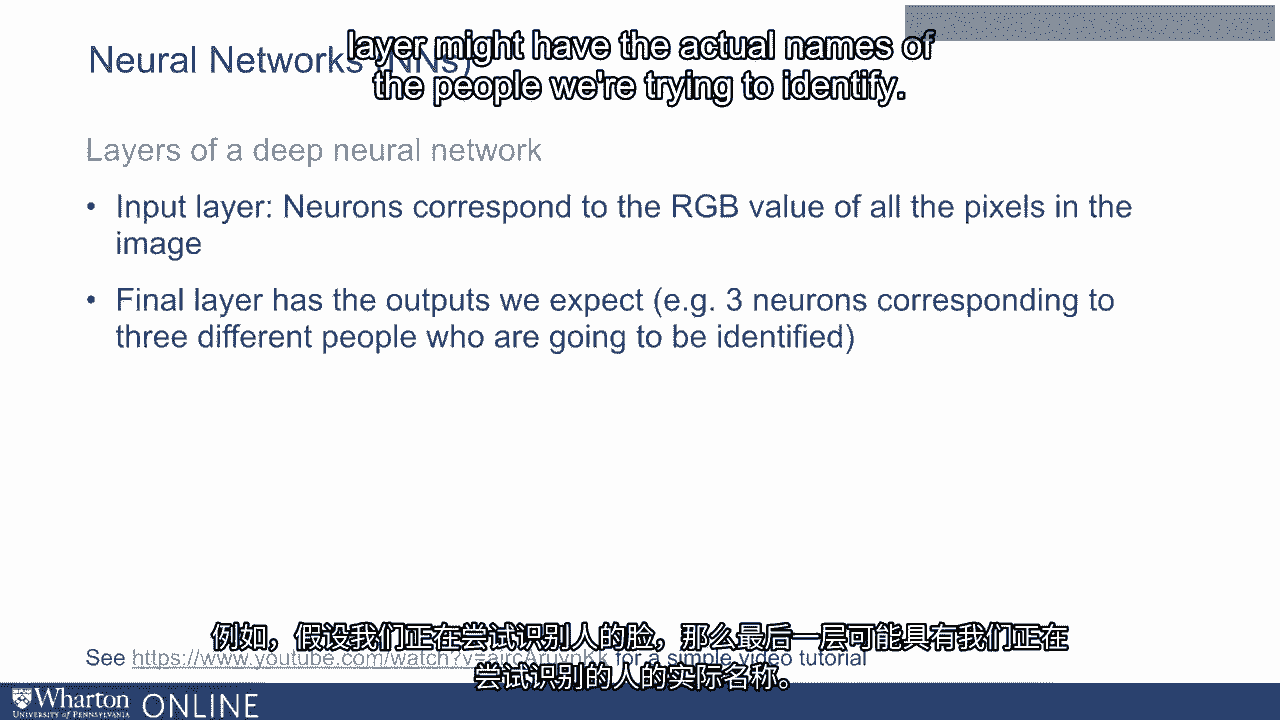 layer might have the actual names of
the people we're trying to identify.
Neural Networks (NNs)
Layers of a deep neural network
• Input layer: Neurons correspond to the RGB value of all the pixels in the
image
• Final layer has the outputs we expect (e.g. 3 neurons corresponding to
three different people who are going to be identified)
例如，假设我们正在尝试识别人的脸，那么最后一层可能具有我们正在
尝试识别的人的实际名称。
See https://www.youtube.com/watch?v= for a simple video tutorial
Wharton
UNIVERSITY of PENNSYLVANIA
ONLINE